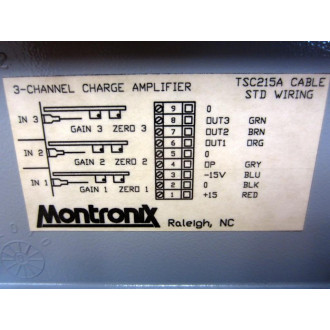 3-CHANNEL CHARGE AMPLIFIER
TSC215A CABLE
STD WIRING
IN 3
GAIN 3 ZERO 3
IN 2
GAIN 2 ZERO 2
IN 1
GAIN 1 ZERO 1
9 0
8 OUT3 GRN
7 OUT2 BRN
6 OUT1 ORG
5 0
4 OP GRY
3 -15V BLU
2 0 BLK
1 +15 RED
Montronix Raleigh, NC